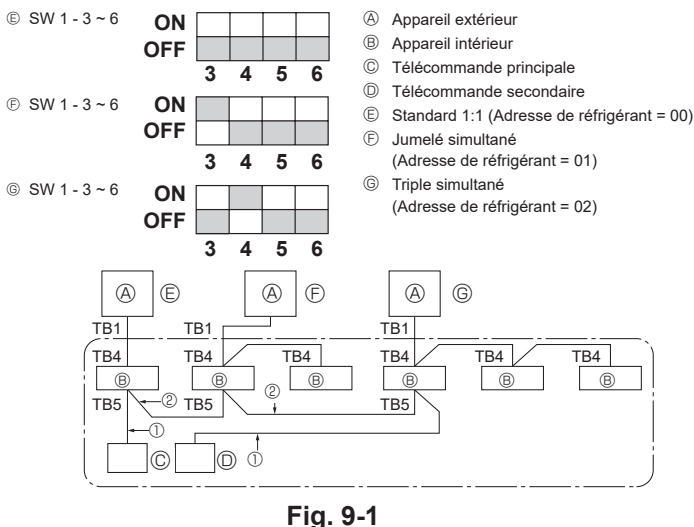 Ⓔ SW 1 - 3 ~ 6
ON
OFF
3 4 5 6
Ⓕ SW 1 - 3 ~ 6
ON
OFF
3 4 5 6
Ⓖ SW 1 - 3 ~ 6
ON
OFF
3 4 5 6
Ⓐ Appareil extérieur
Ⓑ Appareil intérieur
Ⓒ Télécommande principale
Ⓓ Télécommande secondaire
Ⓔ Standard 1:1 (Adresse de réfrigérant = 00)
Ⓕ Jumelé simultané
(Adresse de réfrigérant = 01)
Ⓖ Triple simultané
(Adresse de réfrigérant = 02)
Ⓐ Ⓔ Ⓐ Ⓕ Ⓐ Ⓖ
TB1 TB1 TB1
TB4 TB4 TB4 TB4 TB4 TB4
Ⓑ Ⓑ Ⓑ Ⓑ Ⓑ Ⓑ
TB5 ② TB5 ② TB5
① Ⓒ Ⓓ ①
Fig. 9-1